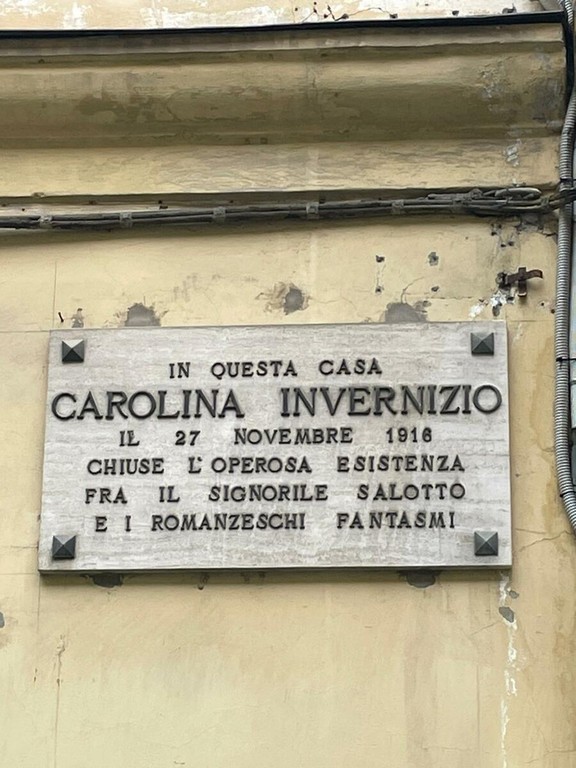 IN QUESTA CASA
CAROLINA INVERNIZIO
IL 27 NOVEMBRE 1916
CHIUSE L'OPEROSA ESISTENZA
FRA IL SIGNORILE SALOTTO
E I ROMANZESCHI FANTASMI